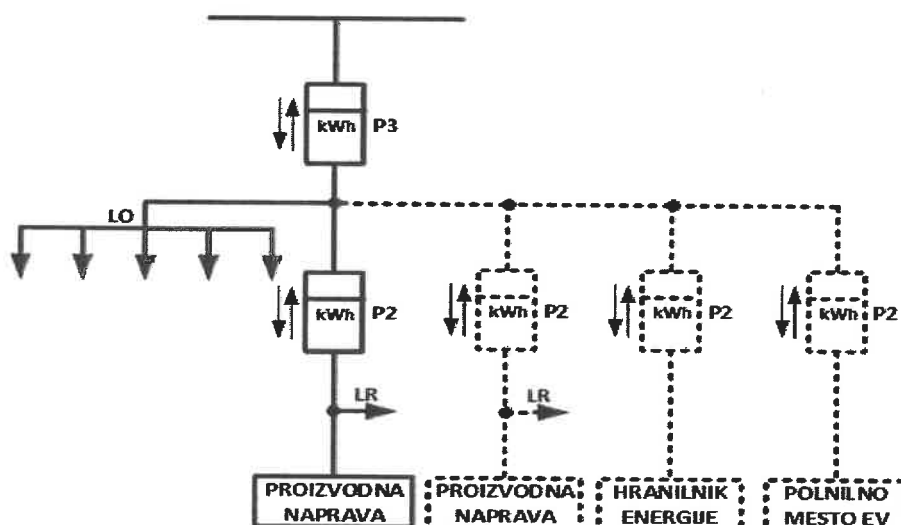 kWh P3
LO
kWh P2
kWh P2
kWh P2
kWh P2
LR
LR
PROIZVODNA
NAPRAVA
PROIZVODNA
NAPRAVA
HRANILNIK
ENERGIJE
POLNILNO
MESTO EV